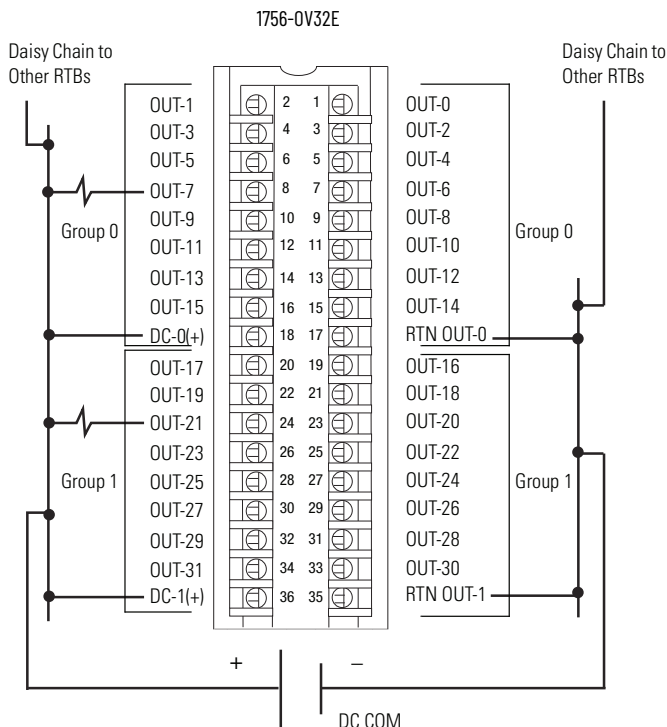 1756-OV32E
Daisy Chain to
Other RTBs
Daisy Chain to
Other RTBs
OUT-1 2 1 OUT-0
OUT-3 4 3 OUT-2
OUT-5 6 5 OUT-4
OUT-7 8 7 OUT-6
OUT-9 10 9 OUT-8
Group 0 Group 0
OUT-11 12 11 OUT-10
OUT-13 14 13 OUT-12
OUT-15 16 15 OUT-14
DC-0(+) 18 17 RTN OUT-0
OUT-17 20 19 OUT-16
OUT-19 22 21 OUT-18
OUT-21 24 23 OUT-20
OUT-23 26 25 OUT-22
Group 1 OUT-25 28 27 OUT-24 Group 1
OUT-27 30 29 OUT-26
OUT-29 32 31 OUT-28
OUT-31 34 33 OUT-30
DC-1(+) 36 35 RTN OUT-1
+ –
DC COM